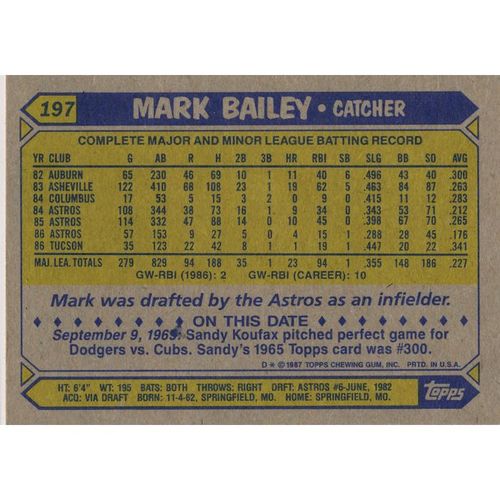 197 MARK BAILEY • CATCHER
COMPLETE MAJOR AND MINOR LEAGUE BATTING RECORD
YR CLUB G AB R H 2B 3B HR RBI SB SLG BB SO AVG
82 AUBURN 65 230 46 69 10 1 11 40 6 .496 43 40 .300
83 ASHEVILLE 122 410 68 108 23 1 19 62 5 .463 84 87 .263
84 COLUMBUS 17 53 5 15 3 2 0 8 0 .415 11 12 .283
84 ASTROS 108 344 38 73 16 1 9 34 0 .343 53 71 .212
85 ASTROS 114 332 47 88 14 0 10 45 0 .398 67 70 .265
86 ASTROS 57 153 9 27 5 0 4 15 1 .288 28 45 .176
86 TUCSON 35 123 22 42 8 1 1 15 1 .447 20 22 .341
MAJ. LEA. TOTALS 279 829 94 188 35 1 23 94 1 .355 148 186 .227
GW-RBI (1986): 2 GW-RBI (CAREER): 10
Mark was drafted by the Astros as an infielder.
ON THIS DATE
September 9, 1965: Sandy Koufax pitched perfect game for
Dodgers vs. Cubs. Sandy's 1965 Topps card was #300.
D* © 1987 TOPPS CHEWING GUM, INC. PRTD. IN U.S.A.
HT: 6'4" WT: 195 BATS: BOTH THROWS: RIGHT DRFT: ASTROS #6-JUNE, 1982
ACQ: VIA DRAFT BORN: 11-4-62, SPRINGFIELD, MO. HOME: SPRINGFIELD, MO.
Topps